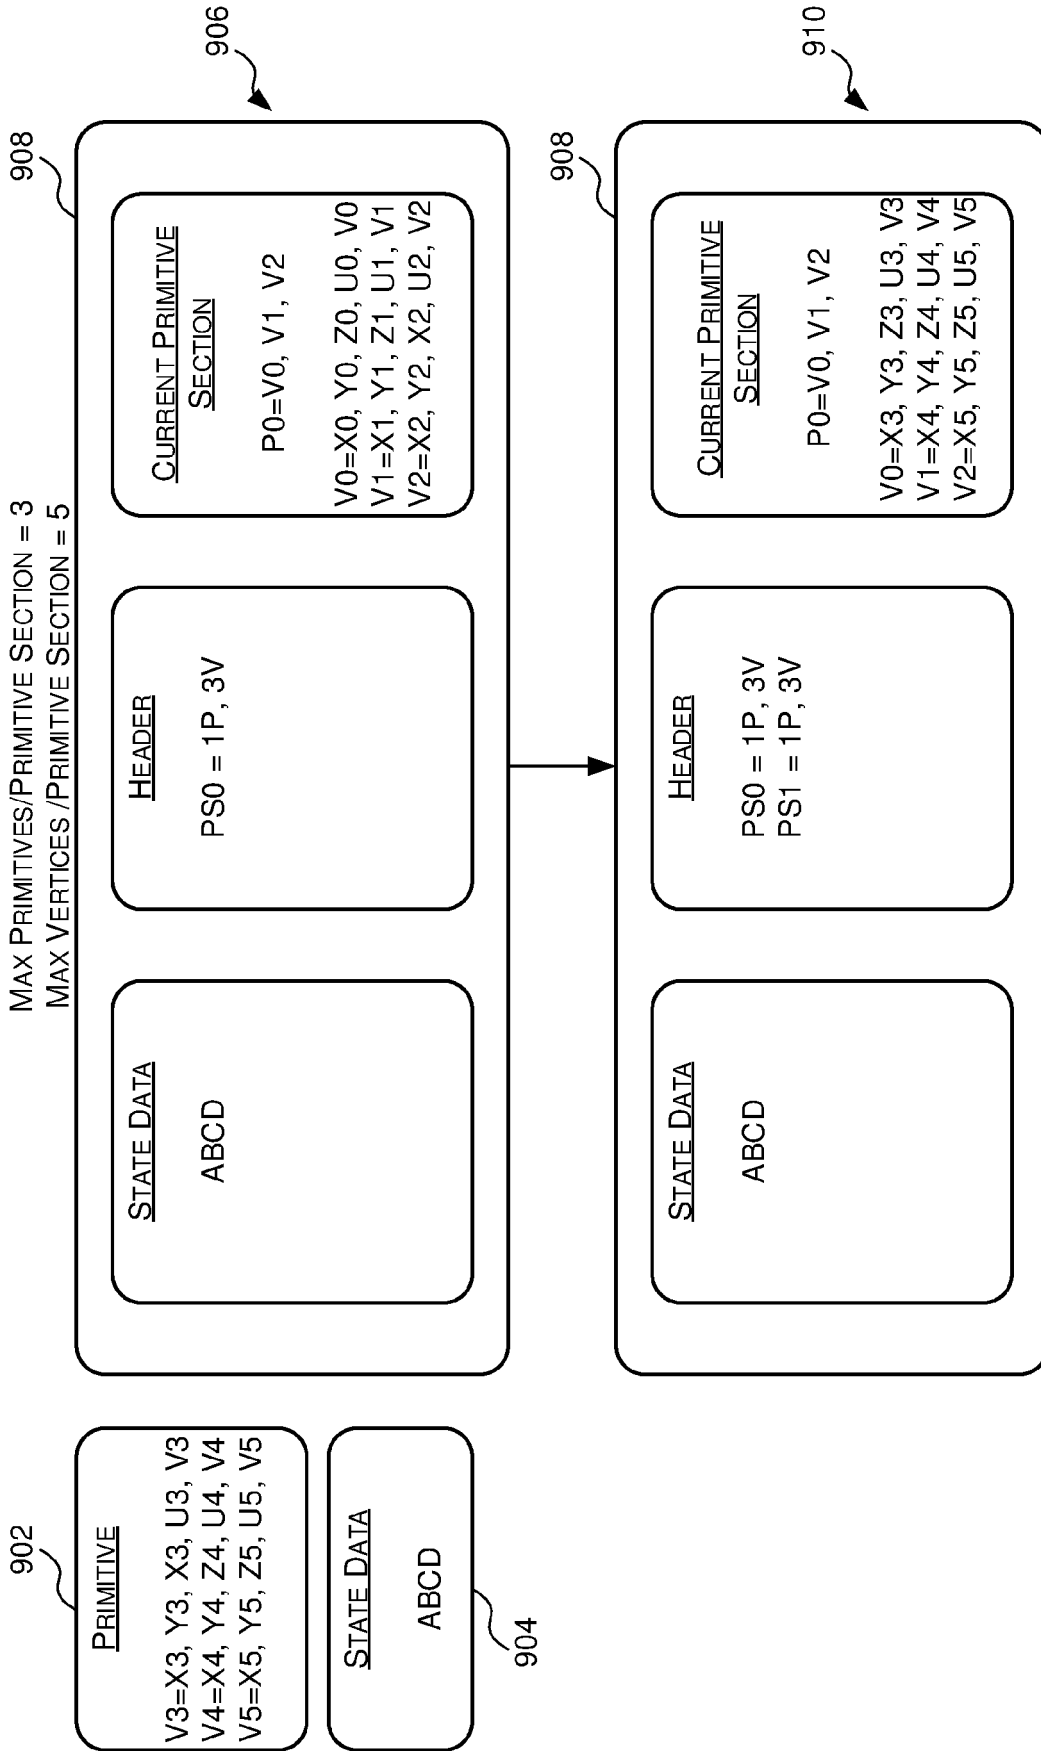 MAX PRIMITIVES/PRIMITIVE SECTION = 3
MAX VERTICES /PRIMITIVE SECTION = 5
902
PRIMITIVE
V3=X3, Y3, X3, U3, V3
V4=X4, Y4, Z4, U4, V4
V5=X5, Y5, Z5, U5, V5
STATE DATA
ABCD
904
908
906
STATE DATA
ABCD
HEADER
PS0 = 1P, 3V
CURRENT PRIMITIVE
SECTION
P0=V0, V1, V2
V0=X0, Y0, Z0, U0, V0
V1=X1, Y1, Z1, U1, V1
V2=X2, Y2, X2, U2, V2
908
910
STATE DATA
ABCD
HEADER
PS0 = 1P, 3V
PS1 = 1P, 3V
CURRENT PRIMITIVE
SECTION
P0=V0, V1, V2
V0=X3, Y3, Z3, U3, V3
V1=X4, Y4, Z4, U4, V4
V2=X5, Y5, Z5, U5, V5